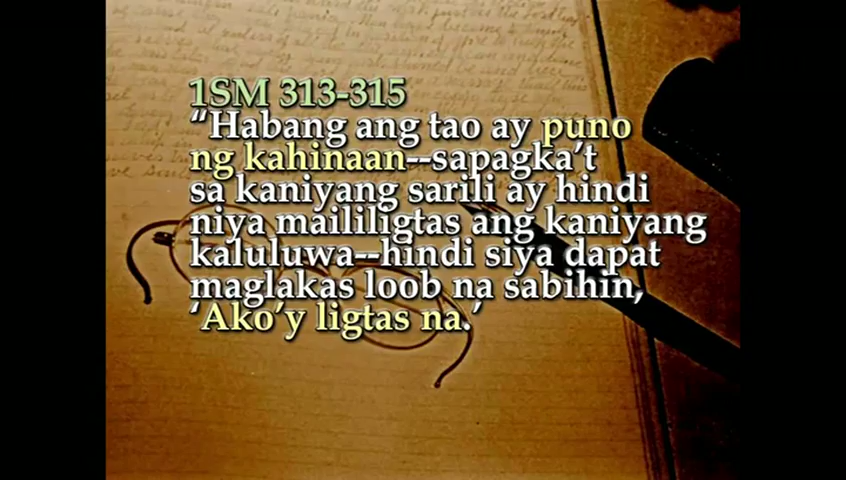 1SM 313-315
“Habang ang tao ay puno
ng kahinaan--sapagka’t
sa kaniyang sarili ay hindi
niya maililigtas ang kaniyang
kaluluwa--hindi siya dapat
maglakas loob na sabihin,
‘Ako’y ligtas na.’